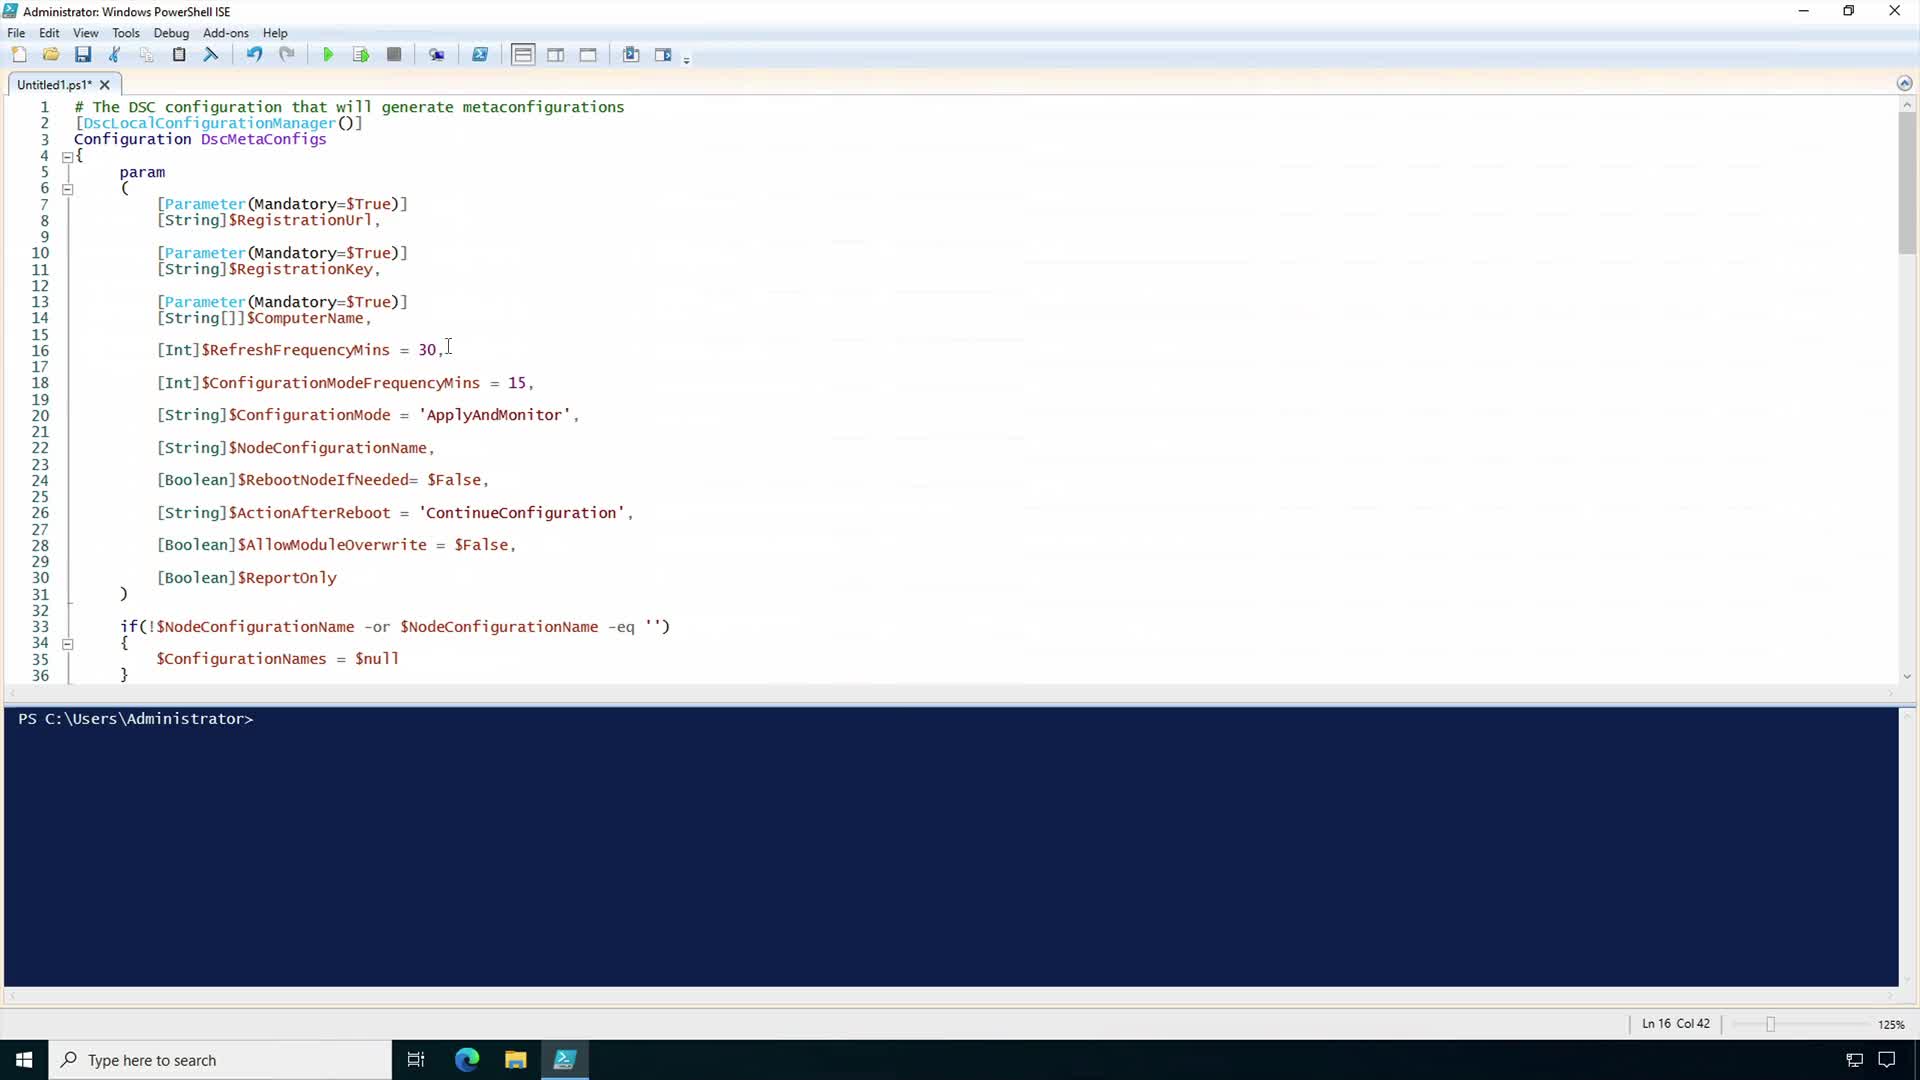 Administrator: Windows PowerShell ISE
File Edit View Tools Debug Add-ons Help
Untitled1.ps1*
1 # The DSC configuration that will generate metaconfigurations
2 [DscLocalConfigurationManager()]
3 Configuration DscMetaConfigs
4 {
5 param
6 (
7 [Parameter(Mandatory=$True)]
8 [String]$RegistrationUrl,
9
10 [Parameter(Mandatory=$True)]
11 [String]$RegistrationKey,
12
13 [Parameter(Mandatory=$True)]
14 [String[]]$ComputerName,
15
16 [Int]$RefreshFrequencyMins = 30,
17
18 [Int]$ConfigurationModeFrequencyMins = 15,
19
20 [String]$ConfigurationMode = 'ApplyAndMonitor',
21
22 [String]$NodeConfigurationName,
23
24 [Boolean]$RebootNodeIfNeeded= $False,
25
26 [String]$ActionAfterReboot = 'ContinueConfiguration',
27
28 [Boolean]$AllowModuleOverwrite = $False,
29
30 [Boolean]$ReportOnly
31 )
32
33 if(!$NodeConfigurationName -or $NodeConfigurationName -eq '')
34 {
35 $ConfigurationNames = $null
36 }
PS C:\Users\Administrator>
Ln 16 Col 42
125%
Type here to search